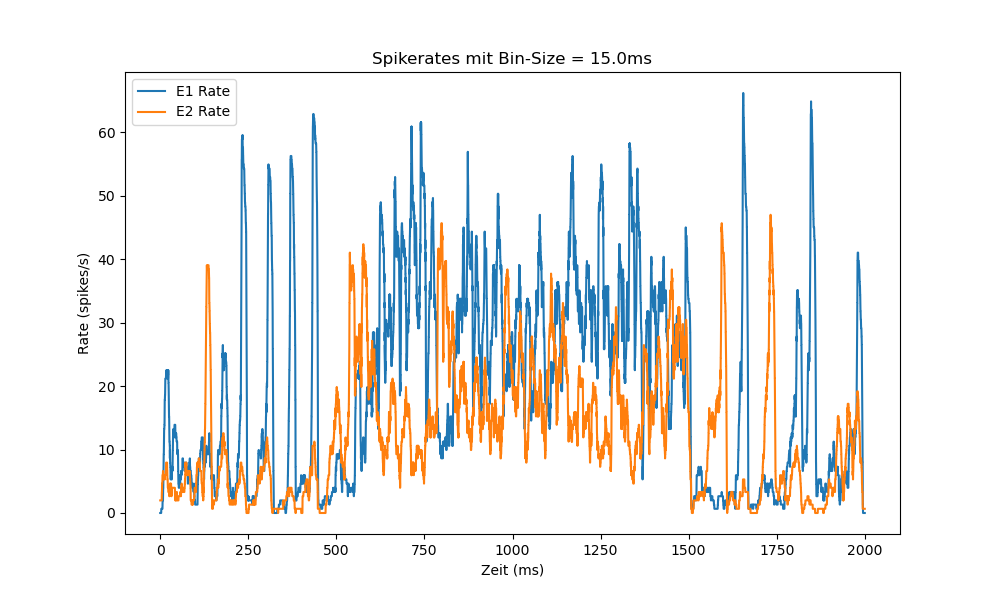 Spikerates mit Bin-Size = 15.0ms
E1 Rate
E2 Rate
Rate (spikes/s)
60
50
40
30
20
10
0
0 250 500 750 1000 1250 1500 1750 2000
Zeit (ms)